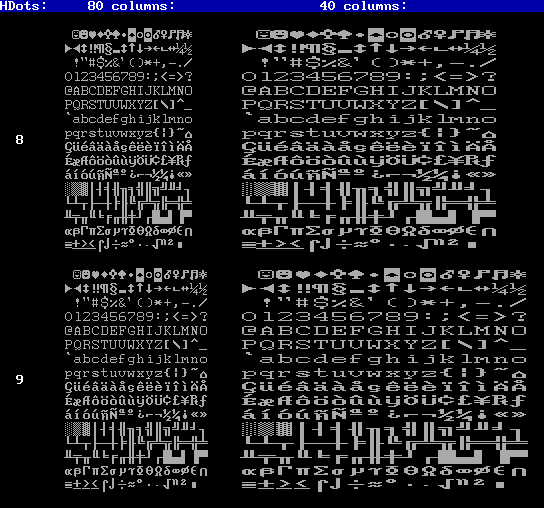 HDots: 80 columns: 40 columns:
☺☻♥♦♣♠•◘○◙♂♀♪♫☼ ☺☻♥♦♣♠•◘○◙♂♀♪♫☼
►◄↕‼¶§▬↨↑↓→← ►◄↕‼¶§▬↨↑↓→←
!"#$%&'()*+,-./ !"#$%&'()*+,-./
0123456789:;<=>? 0123456789:;<=>?
@ABCDEFGHIJKLMNO @ABCDEFGHIJKLMNO
PQRSTUVWXYZ[\]^_ PQRSTUVWXYZ[\]^_
`abcdefghijklmno `abcdefghijklmno
8
pqrstuvwxyz{¦}~⌂ pqrstuvwxyz{¦}~⌂
ÇüéâäàåçêëèïîìÄÅ ÇüéâäàåçêëèïîìÄÅ
ÉæÆôöòûùÿÖÜ¢£¥₧ƒ ÉæÆôöòûùÿÖÜ¢£¥₧ƒ
áíóúñÑªº¿⌐¬½¼¡«» áíóúñÑªº¿⌐¬½¼¡«»
░▒▓│┤╡╢╖╕╣║╗╝╜╛┐ ░▒▓│┤╡╢╖╕╣║╗╝╜╛┐
└┴┬├─┼╞╟╚╔╩╦╠═╬╧ └┴┬├─┼╞╟╚╔╩╦╠═╬╧
╨╤╥╙╘╒╓╫╪┘┌█▄▌▐▀ ╨╤╥╙╘╒╓╫╪┘┌█▄▌▐▀
αßΓπΣσµτΦΘΩδ∞φε∩ αßΓπΣσµτΦΘΩδ∞φε∩
≡±≥≤⌠⌡÷≈°∙·√ⁿ²■ ≡±≥≤⌠⌡÷≈°∙·√ⁿ²■
☺☻♥♦♣♠•◘○◙♂♀♪♫☼ ☺☻♥♦♣♠•◘○◙♂♀♪♫☼
►◄↕‼¶§▬↨↑↓→← ►◄↕‼¶§▬↨↑↓→←
!"#$%&'()*+,-./ !"#$%&'()*+,-./
0123456789:;<=>? 0123456789:;<=>?
@ABCDEFGHIJKLMNO @ABCDEFGHIJKLMNO
PQRSTUVWXYZ[\]^_ PQRSTUVWXYZ[\]^_
`abcdefghijklmno `abcdefghijklmno
9
pqrstuvwxyz{¦}~⌂ pqrstuvwxyz{¦}~⌂
ÇüéâäàåçêëèïîìÄÅ ÇüéâäàåçêëèïîìÄÅ
ÉæÆôöòûùÿÖÜ¢£¥₧ƒ ÉæÆôöòûùÿÖÜ¢£¥₧ƒ
áíóúñÑªº¿⌐¬½¼¡«» áíóúñÑªº¿⌐¬½¼¡«»
░▒▓│┤╡╢╖╕╣║╗╝╜╛┐ ░▒▓│┤╡╢╖╕╣║╗╝╜╛┐
└┴┬├─┼╞╟╚╔╩╦╠═╬╧ └┴┬├─┼╞╟╚╔╩╦╠═╬╧
╨╤╥╙╘╒╓╫╪┘┌█▄▌▐▀ ╨╤╥╙╘╒╓╫╪┘┌█▄▌▐▀
αßΓπΣσµτΦΘΩδ∞φε∩ αßΓπΣσµτΦΘΩδ∞φε∩
≡±≥≤⌠⌡÷≈°∙·√ⁿ²■ ≡±≥≤⌠⌡÷≈°∙·√ⁿ²■